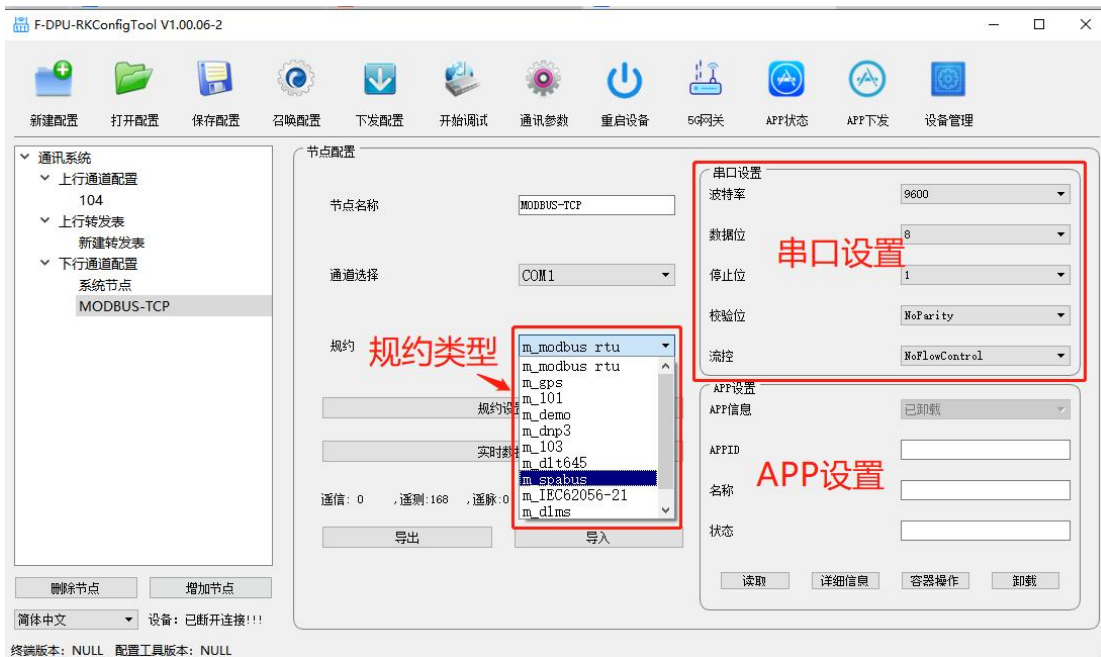 F-DPU-RKConfigTool V1.00.06-2
新建配置 打开配置 保存配置 召唤配置 下发配置 开始调试 通讯参数 重启设备 5G网关 APP状态 APP下发 设备管理
通讯系统
上行通道配置
104
上行转发表
新建转发表
下行通道配置
系统节点
MODBUS-TCP
删除节点 增加节点
简体中文 设备：已断开连接!!!
终端版本：NULL 配置工具版本：NULL
节点配置
节点名称 MODBUS-TCP
通道选择 COM1
规约 规约类型 m_modbus rtu
m_modbus rtu
m_gps
m_101
m_demo
m_dnp3
m_103
m_dlt645
m_spabus
m_IEC62056-21
m_dlms
规约设
实时数
遥信：0 ,遥测:168 ,遥脉:0
导出 导入
串口设置
波特率 9600
数据位 8
串口设置
停止位 1
校验位 NoParity
流控 NoFlowControl
APP设置
APP信息 已卸载
APPID
APP设置
名称
状态
读取 详细信息 容器操作 卸载